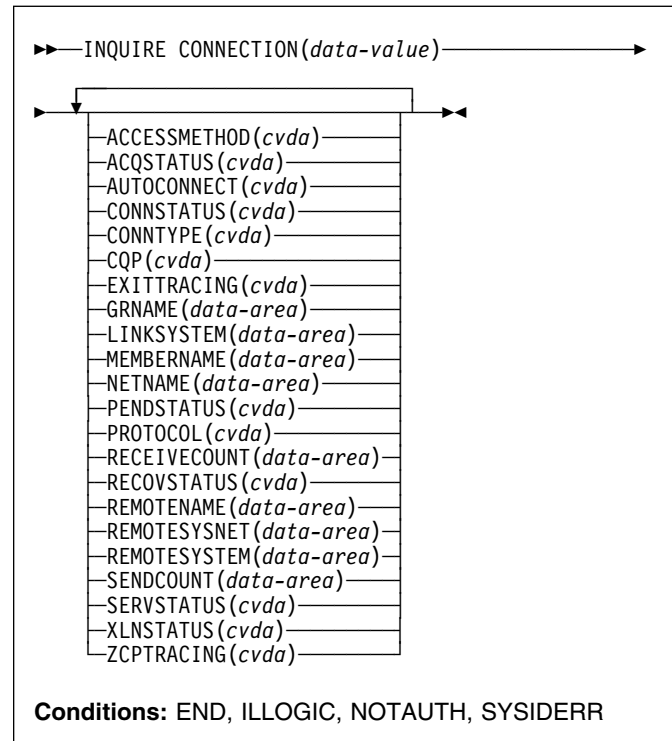 INQUIRE CONNECTION(data-value)
ACCESSMETHOD(cvda)
ACQSTATUS(cvda)
AUTOCONNECT(cvda)
CONNSTATUS(cvda)
CONNTYPE(cvda)
CQP(cvda)
EXITTRACING(cvda)
GRNAME(data-area)
LINKSYSTEM(data-area)
MEMBERNAME(data-area)
NETNAME(data-area)
PENDSTATUS(cvda)
PROTOCOL(cvda)
RECEIVECOUNT(data-area)
RECOVSTATUS(cvda)
REMOTENAME(data-area)
REMOTESYSNET(data-area)
REMOTESYSTEM(data-area)
SENDCOUNT(data-area)
SERVSTATUS(cvda)
XLNSTATUS(cvda)
ZCPTRACING(cvda)
Conditions: END, ILLOGIC, NOTAUTH, SYSIDERR